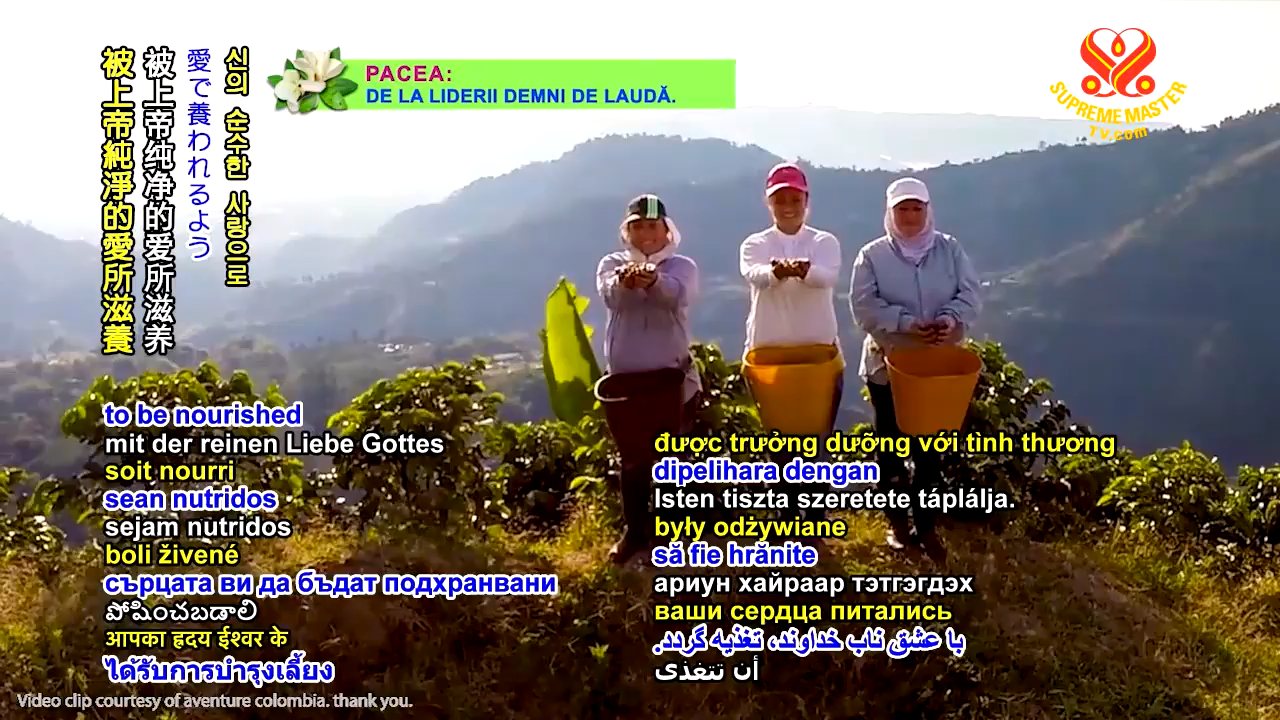 被上帝純淨的愛所滋養
被上帝纯净的爱所滋养
愛で養われるよう
신의 순수한 사랑으로
PACEA:
DE LA LIDERII DEMNI DE LAUDĂ.
SUPREME MASTER
TV.com
to be nourished
mit der reinen Liebe Gottes
soit nourri
sean nutridos
sejam nutridos
boli živené
сърцата ви да бъдат подхранвани
పోషించబడాలి
आपका हृदय ईश्वर के
ได้รับการบำรุงเลี้ยง
được trưởng dưỡng với tình thương
dipelihara dengan
Isten tiszta szeretete táplálja.
były odżywiane
să fie hrănite
ариун хайраар тэтгэгдэх
ваши сердца питались
با عشق ناب خداوند، تغذیه گردد.
أن تتغذى
Video clip courtesy of aventure colombia. thank you.